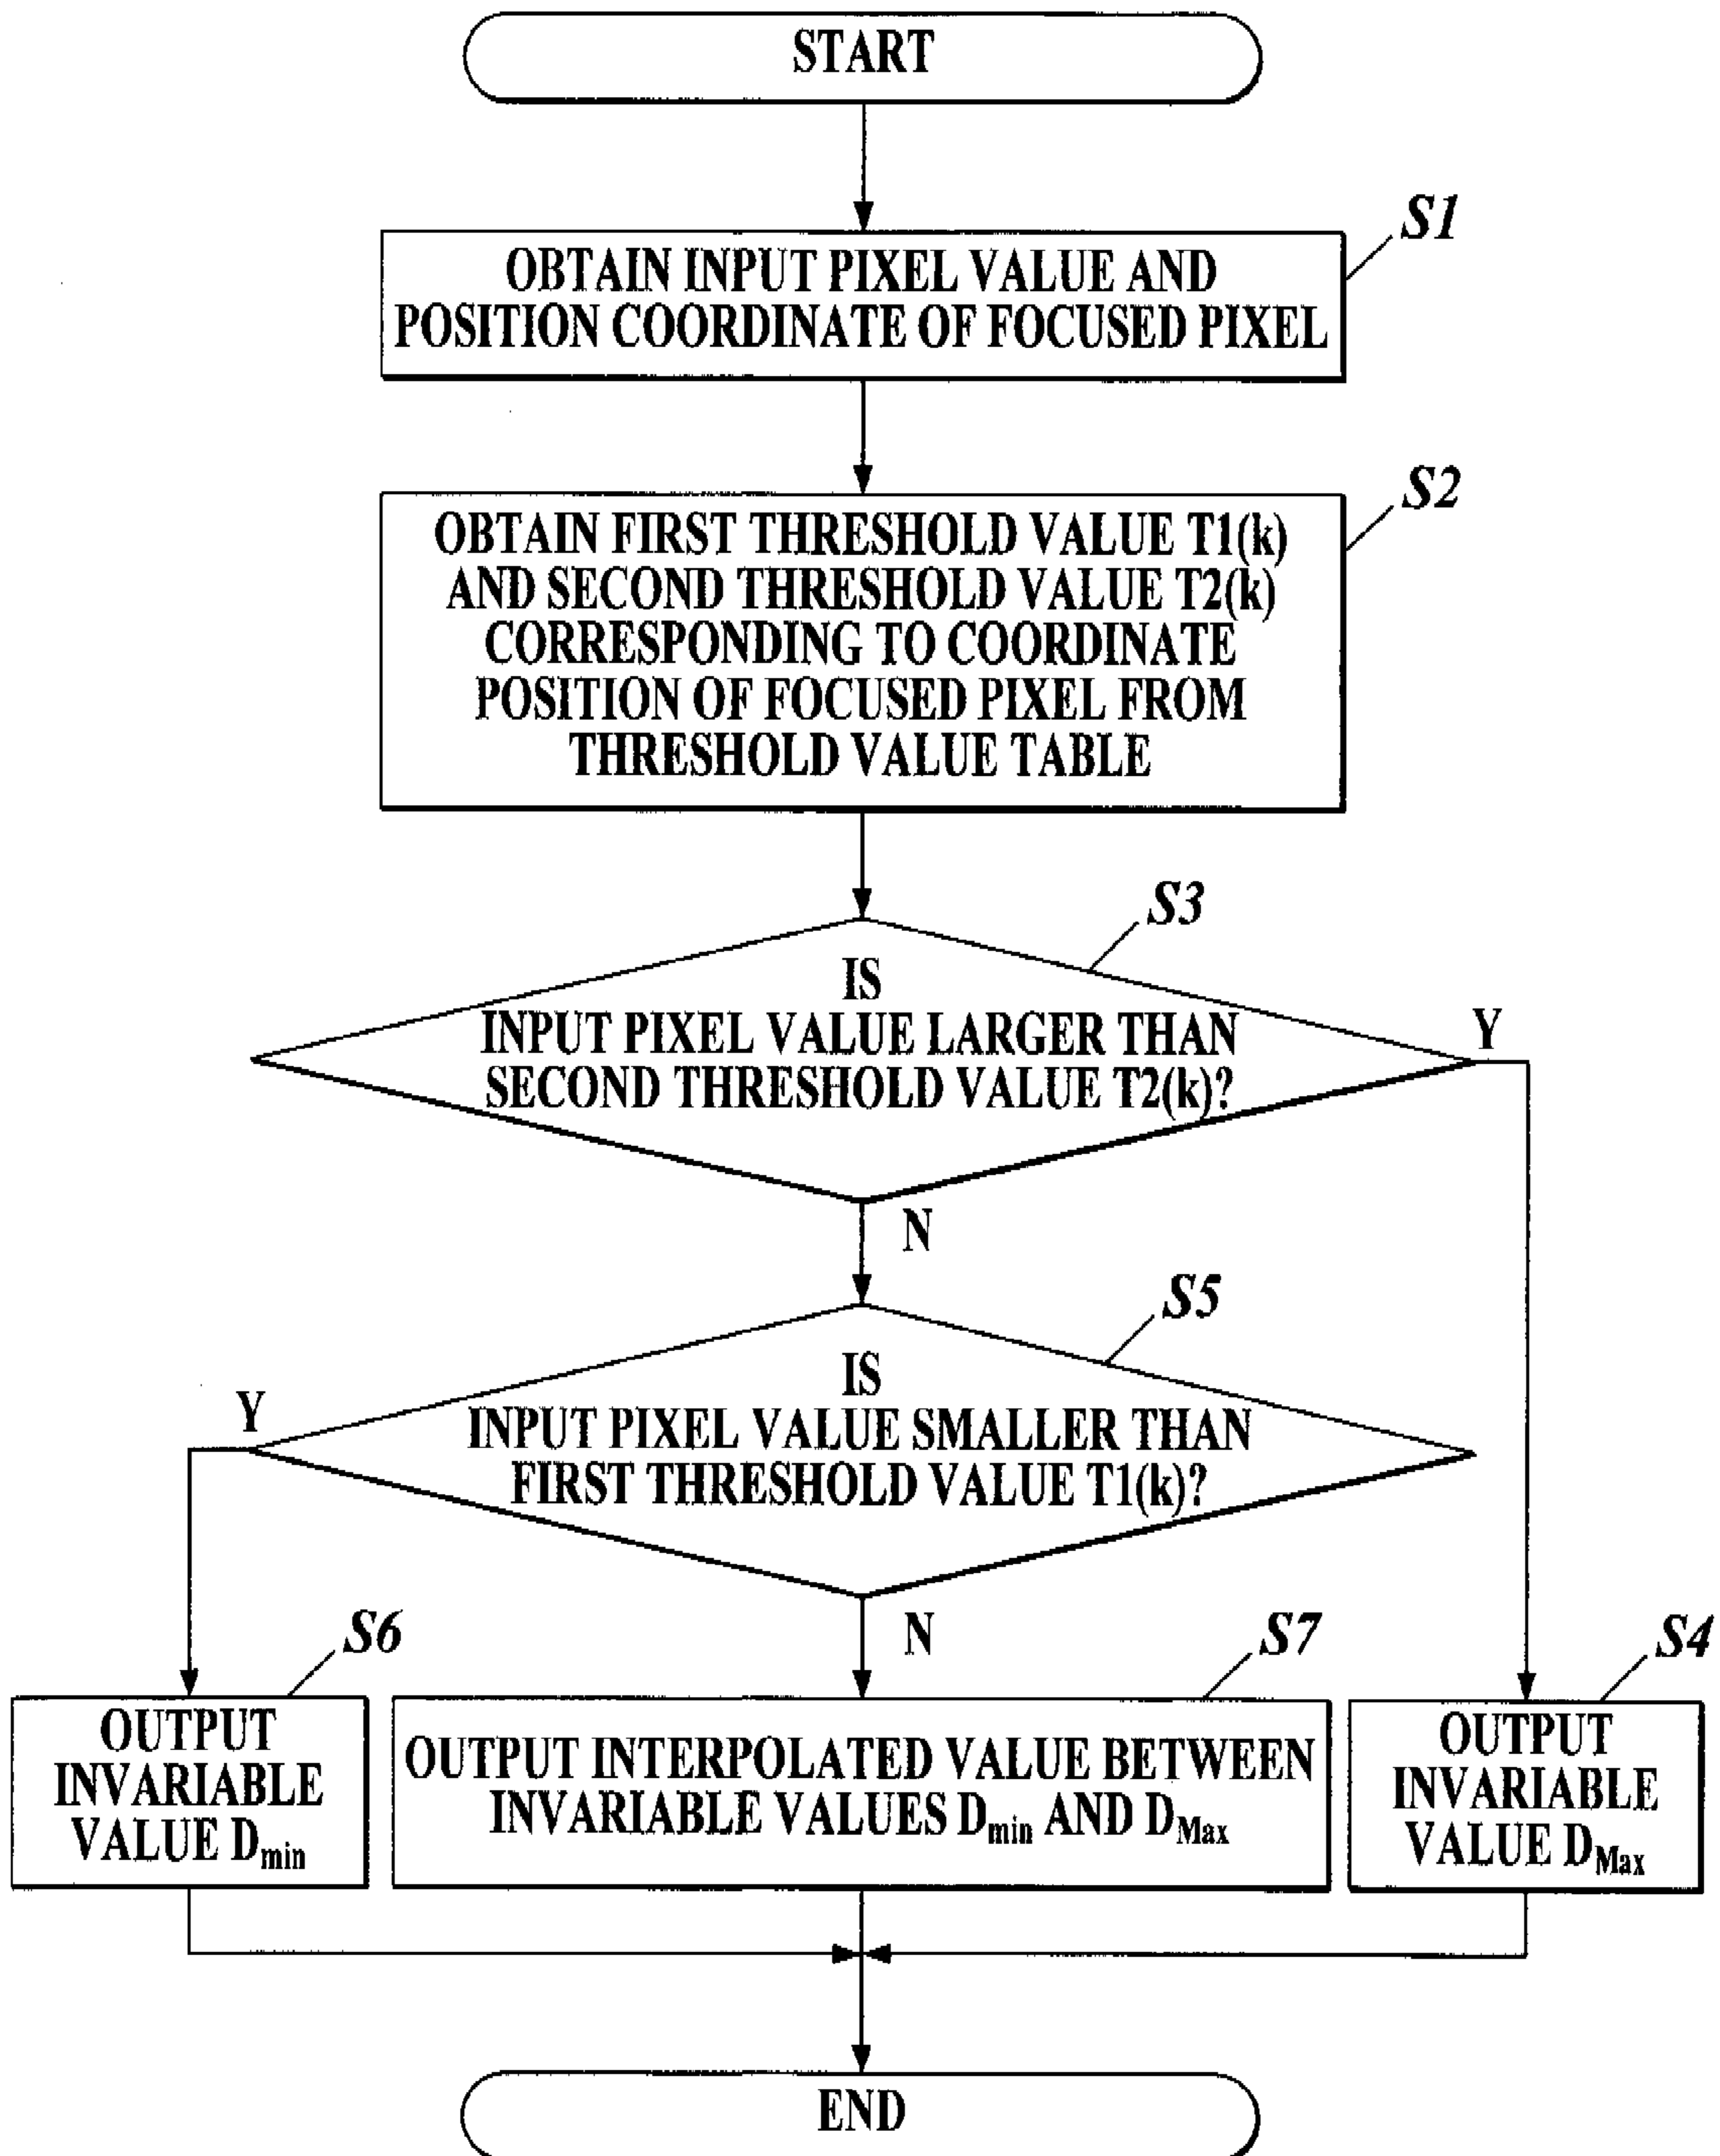 START
S1
OBTAIN INPUT PIXEL VALUE AND
POSITION COORDINATE OF FOCUSED PIXEL
S2
OBTAIN FIRST THRESHOLD VALUE T1(k)
AND SECOND THRESHOLD VALUE T2(k)
CORRESPONDING TO COORDINATE
POSITION OF FOCUSED PIXEL FROM
THRESHOLD VALUE TABLE
S3
IS
INPUT PIXEL VALUE LARGER THAN
SECOND THRESHOLD VALUE T2(k)?
Y
N
S5
IS
INPUT PIXEL VALUE SMALLER THAN
FIRST THRESHOLD VALUE T1(k)?
Y
N
S6
OUTPUT
INVARIABLE
VALUE Dmin
S7
OUTPUT INTERPOLATED VALUE BETWEEN
INVARIABLE VALUES Dmin AND DMax
S4
OUTPUT
INVARIABLE
VALUE DMax
END